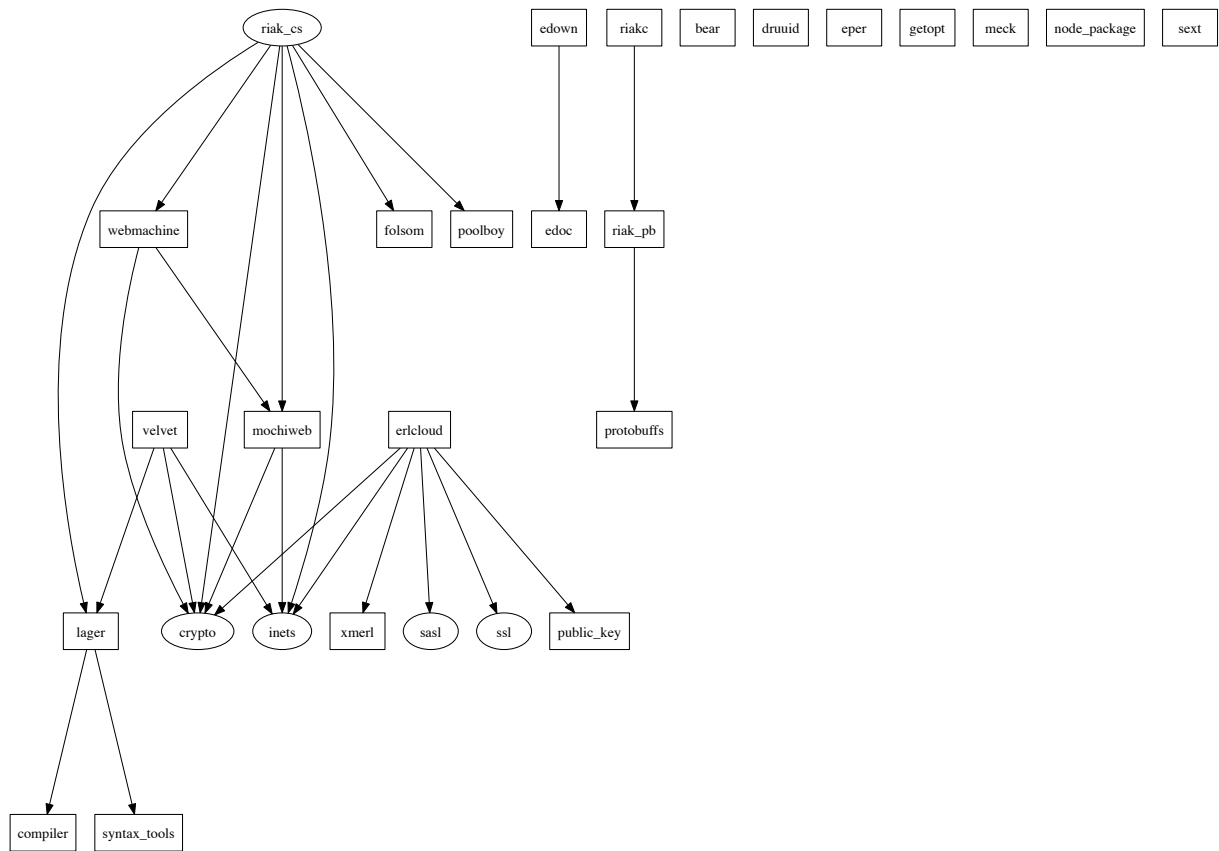 riak_cs
edown
riakc
bear
druuid
eper
getopt
meck
node_package
sext
webmachine
folsom
poolboy
edoc
riak_pb
velvet
mochiweb
erlcloud
protobuffs
lager
crypto
inets
xmerl
sasl
ssl
public_key
compiler
syntax_tools